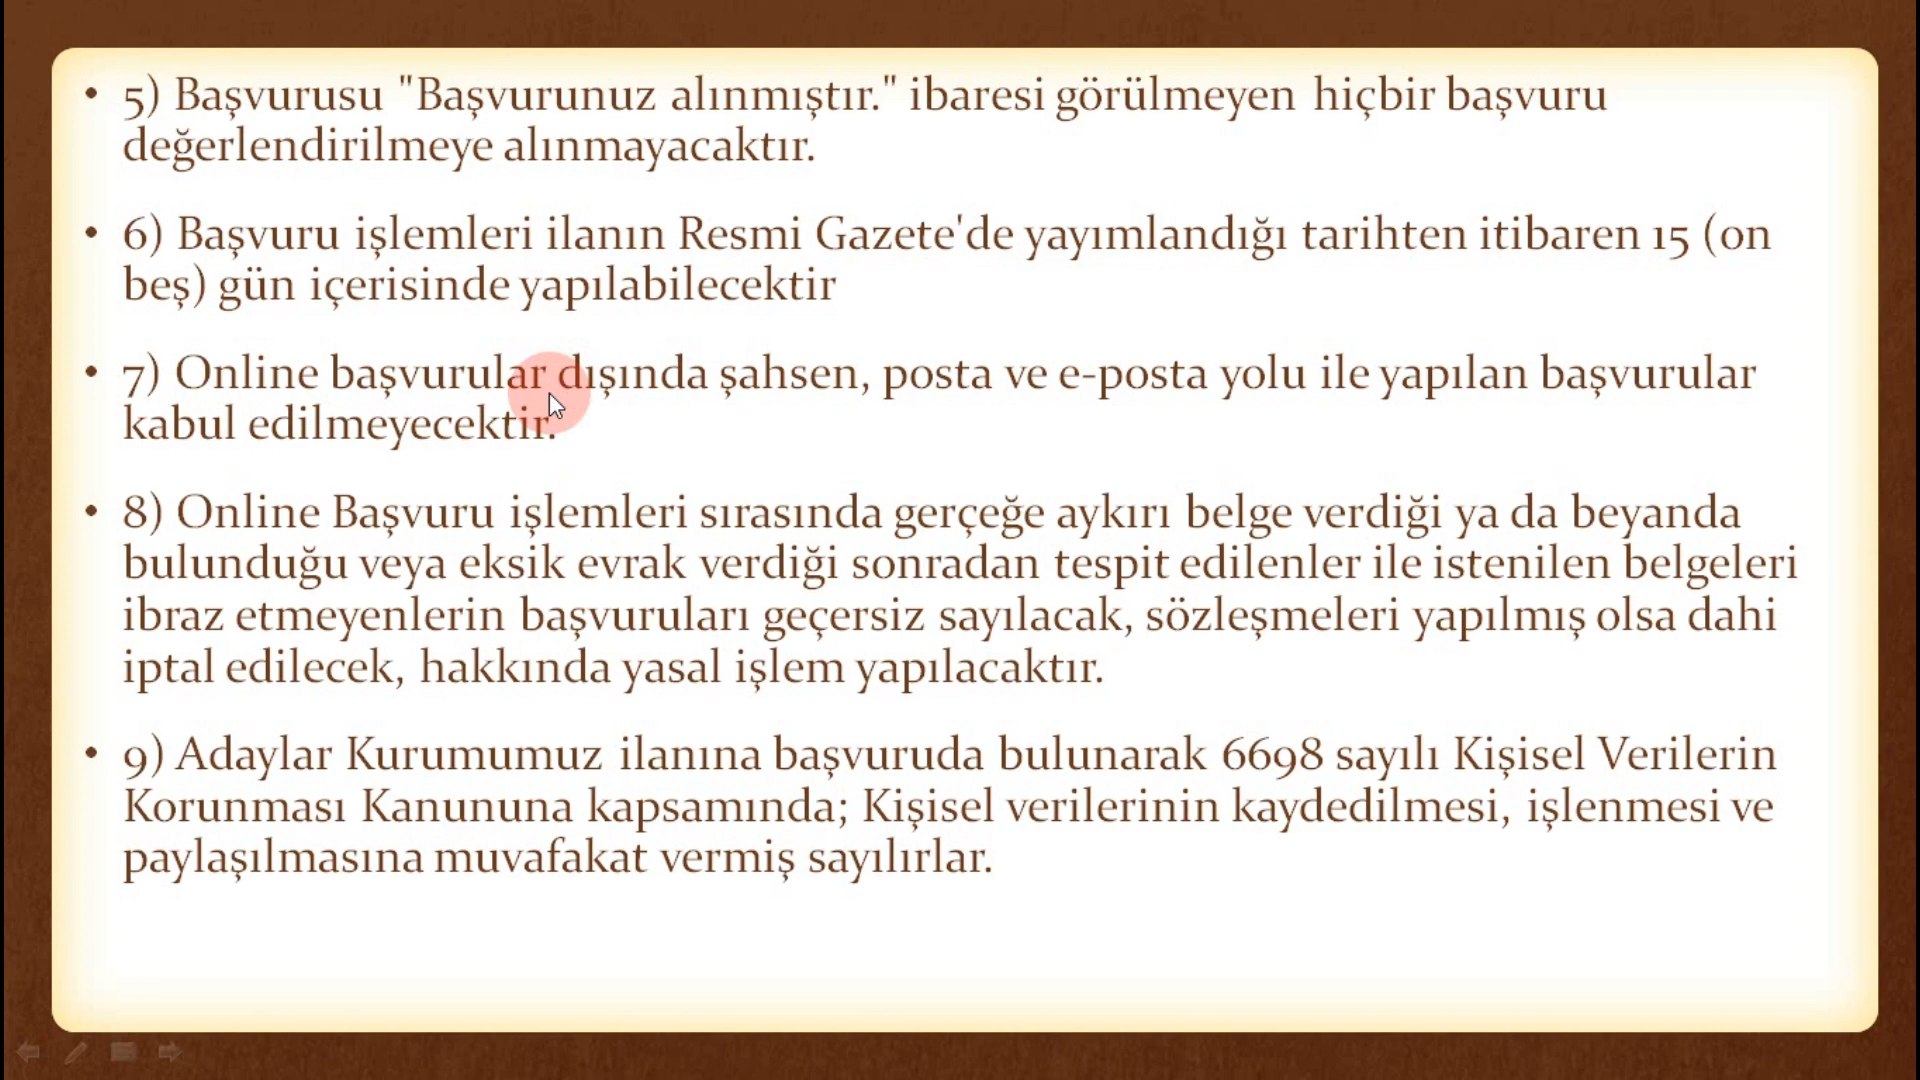 • 5) Başvurusu "Başvurunuz alınmıştır." ibaresi görülmeyen hiçbir başvuru
değerlendirilmeye alınmayacaktır.
• 6) Başvuru işlemleri ilanın Resmi Gazete'de yayımlandığı tarihten itibaren 15 (on
beş) gün içerisinde yapılabilecektir
• 7) Online başvurular dışında şahsen, posta ve e-posta yolu ile yapılan başvurular
kabul edilmeyecektir.
• 8) Online Başvuru işlemleri sırasında gerçeğe aykırı belge verdiği ya da beyanda
bulunduğu veya eksik evrak verdiği sonradan tespit edilenler ile istenilen belgeleri
ibraz etmeyenlerin başvuruları geçersiz sayılacak, sözleşmeleri yapılmış olsa dahi
iptal edilecek, hakkında yasal işlem yapılacaktır.
• 9) Adaylar Kurumumuz ilanına başvuruda bulunarak 6698 sayılı Kişisel Verilerin
Korunması Kanununa kapsamında; Kişisel verilerinin kaydedilmesi, işlenmesi ve
paylaşılmasına muvafakat vermiş sayılırlar.